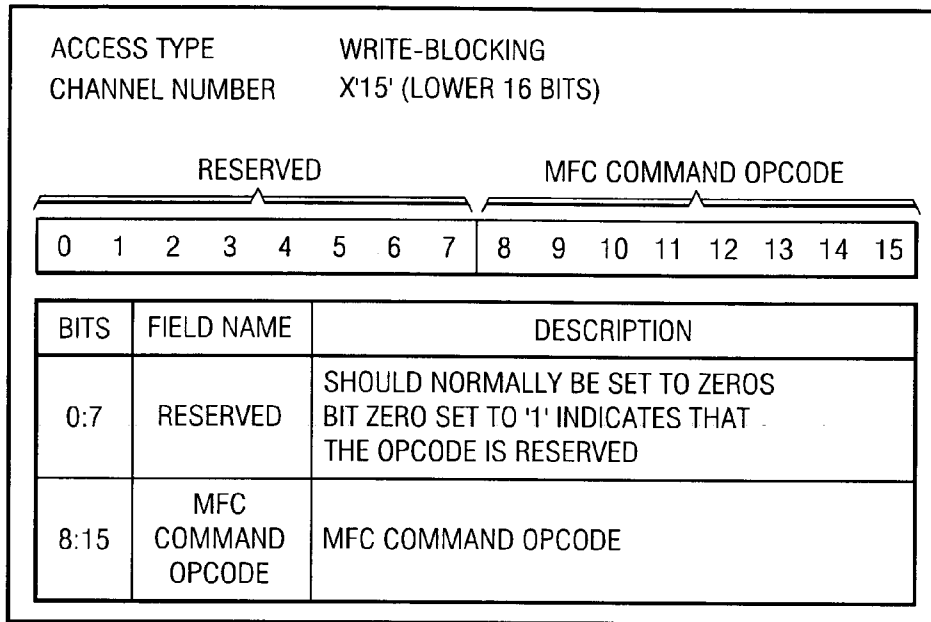 ACCESS TYPE WRITE-BLOCKING
CHANNEL NUMBER X'15' (LOWER 16 BITS)
RESERVED MFC COMMAND OPCODE
0 1 2 3 4 5 6 7 8 9 10 11 12 13 14 15
BITS FIELD NAME DESCRIPTION
0:7 RESERVED SHOULD NORMALLY BE SET TO ZEROS
BIT ZERO SET TO '1' INDICATES THAT
THE OPCODE IS RESERVED
8:15 MFC
COMMAND
OPCODE
MFC COMMAND OPCODE